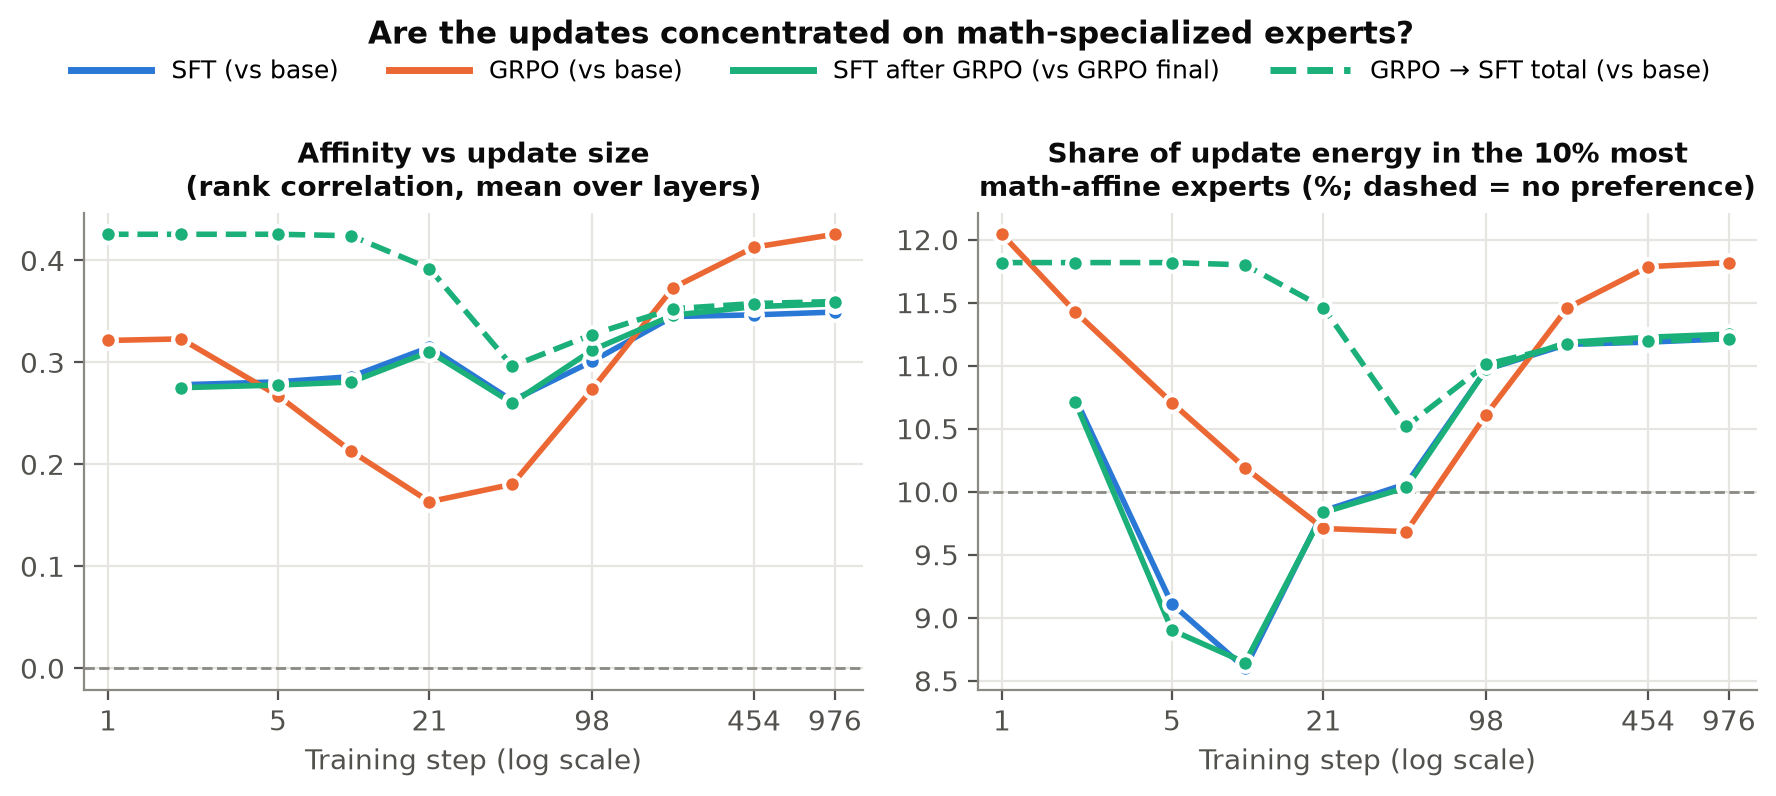 Are the updates concentrated on math-specialized experts?
SFT (vs base) GRPO (vs base) SFT after GRPO (vs GRPO final) GRPO → SFT total (vs base)
Affinity vs update size
(rank correlation, mean over layers)
0.4
0.3
0.2
0.1
0.0
1 5 21 98 454 976
Training step (log scale)
Share of update energy in the 10% most
math-affine experts (%; dashed = no preference)
12.0
11.5
11.0
10.5
10.0
9.5
9.0
8.5
1 5 21 98 454 976
Training step (log scale)